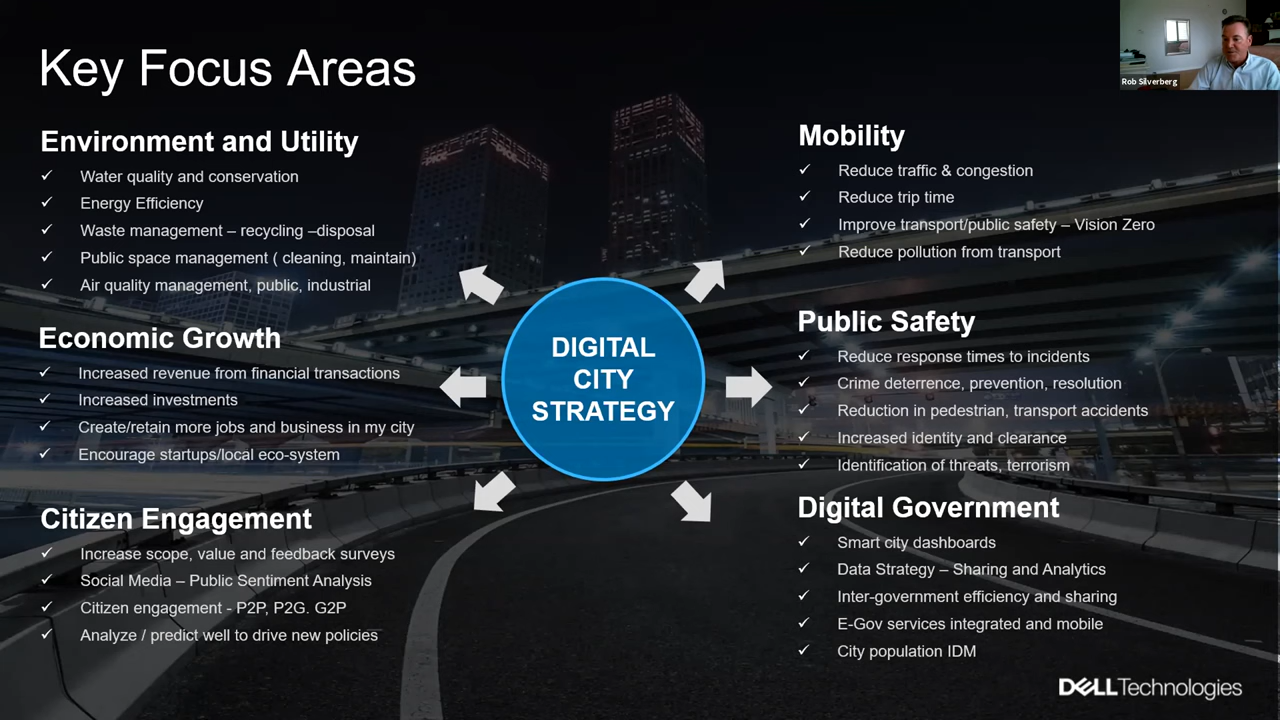 Key Focus Areas
Rob Silverberg
Environment and Utility
✓ Water quality and conservation
✓ Energy Efficiency
✓ Waste management – recycling –disposal
✓ Public space management ( cleaning, maintain)
✓ Air quality management, public, industrial
Economic Growth
✓ Increased revenue from financial transactions
✓ Increased investments
✓ Create/retain more jobs and business in my city
✓ Encourage startups/local eco-system
Citizen Engagement
✓ Increase scope, value and feedback surveys
✓ Social Media – Public Sentiment Analysis
✓ Citizen engagement - P2P, P2G. G2P
✓ Analyze / predict well to drive new policies
DIGITAL
CITY
STRATEGY
Mobility
✓ Reduce traffic & congestion
✓ Reduce trip time
✓ Improve transport/public safety – Vision Zero
✓ Reduce pollution from transport
Public Safety
✓ Reduce response times to incidents
✓ Crime deterrence, prevention, resolution
✓ Reduction in pedestrian, transport accidents
✓ Increased identity and clearance
✓ Identification of threats, terrorism
Digital Government
✓ Smart city dashboards
✓ Data Strategy – Sharing and Analytics
✓ Inter-government efficiency and sharing
✓ E-Gov services integrated and mobile
✓ City population IDM
DELLTechnologies